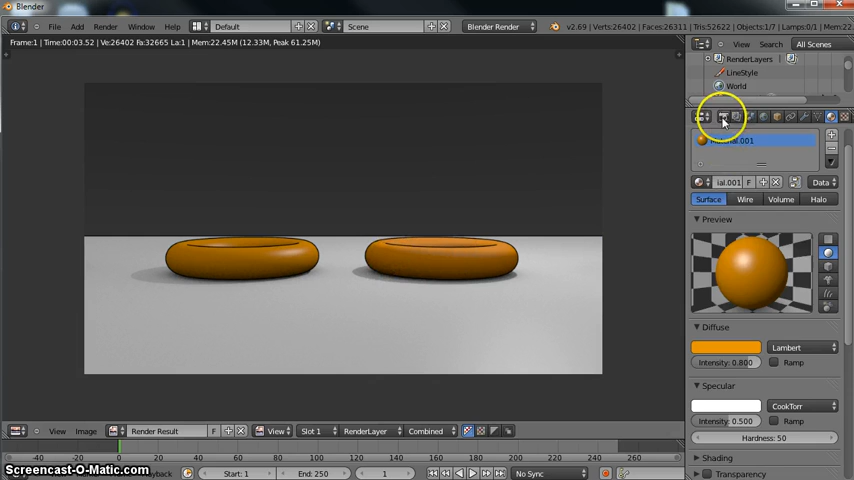 Blender
File Add Render Window Help Default Scene Blender Render v2.69 | Verts:26402 | Faces:26311 | Tris:52622 | Objects:1/7 | Lamps:0/1 | Mem:22.
Frame:1 | Time:00:03.52 | Ve:26402 Fa:32665 La:1 | Mem:22.45M (12.33M, Peak 61.25M)
View Search All Scenes
RenderLayers
LineStyle
World
Material.001
ial.001 F Data
Surface Wire Volume Halo
Preview
Diffuse
Lambert
Intensity: 0.800 Ramp
Specular
CookTorr
Intensity: 0.500 Ramp
Hardness: 50
Shading
Transparency
View Image Render Result F View Slot 1 RenderLayer Combined
-40 -20 0 20 40 60 80 100 120 140 160 180 200 220 240 260
Playback Start: 1 End: 250 1 No Sync
Screencast-O-Matic.com